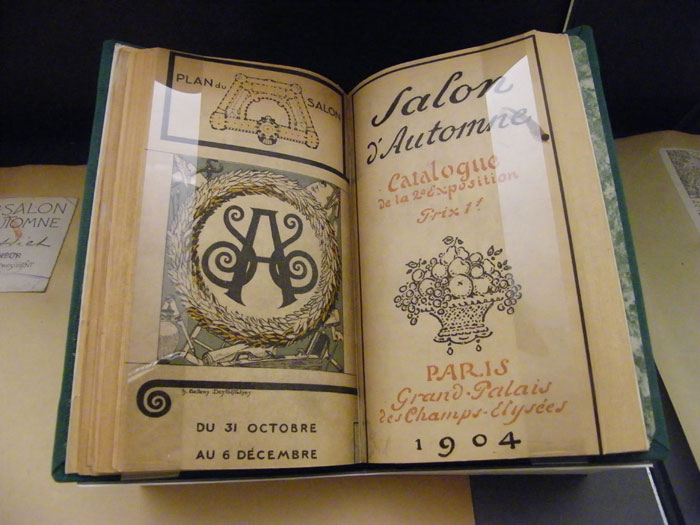 PLAN du SALON
SA
DU 31 OCTOBRE
AU 6 DÉCEMBRE
Salon
d'Automne
Catalogue
de la 2e Exposition
Prix 1f
PARIS
Grand-Palais
des Champs-Elysées
1904
SALON